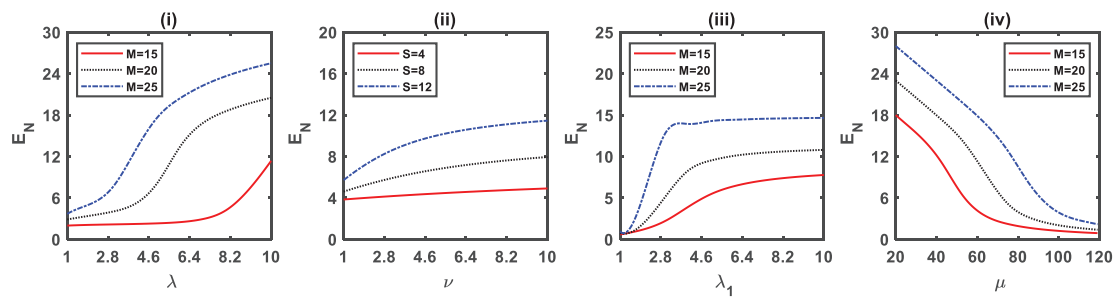 (i)
E_N
30
24
18
12
6
0
M=15
M=20
M=25
1 2.8 4.6 6.4 8.2 10
λ
(ii)
E_N
20
16
12
8
4
0
S=4
S=8
S=12
1 2.8 4.6 6.4 8.2 10
ν
(iii)
E_N
25
20
15
10
5
0
M=15
M=20
M=25
1 2.8 4.6 6.4 8.2 10
λ_1
(iv)
E_N
30
24
18
12
6
0
M=15
M=20
M=25
20 40 60 80 100 120
μ